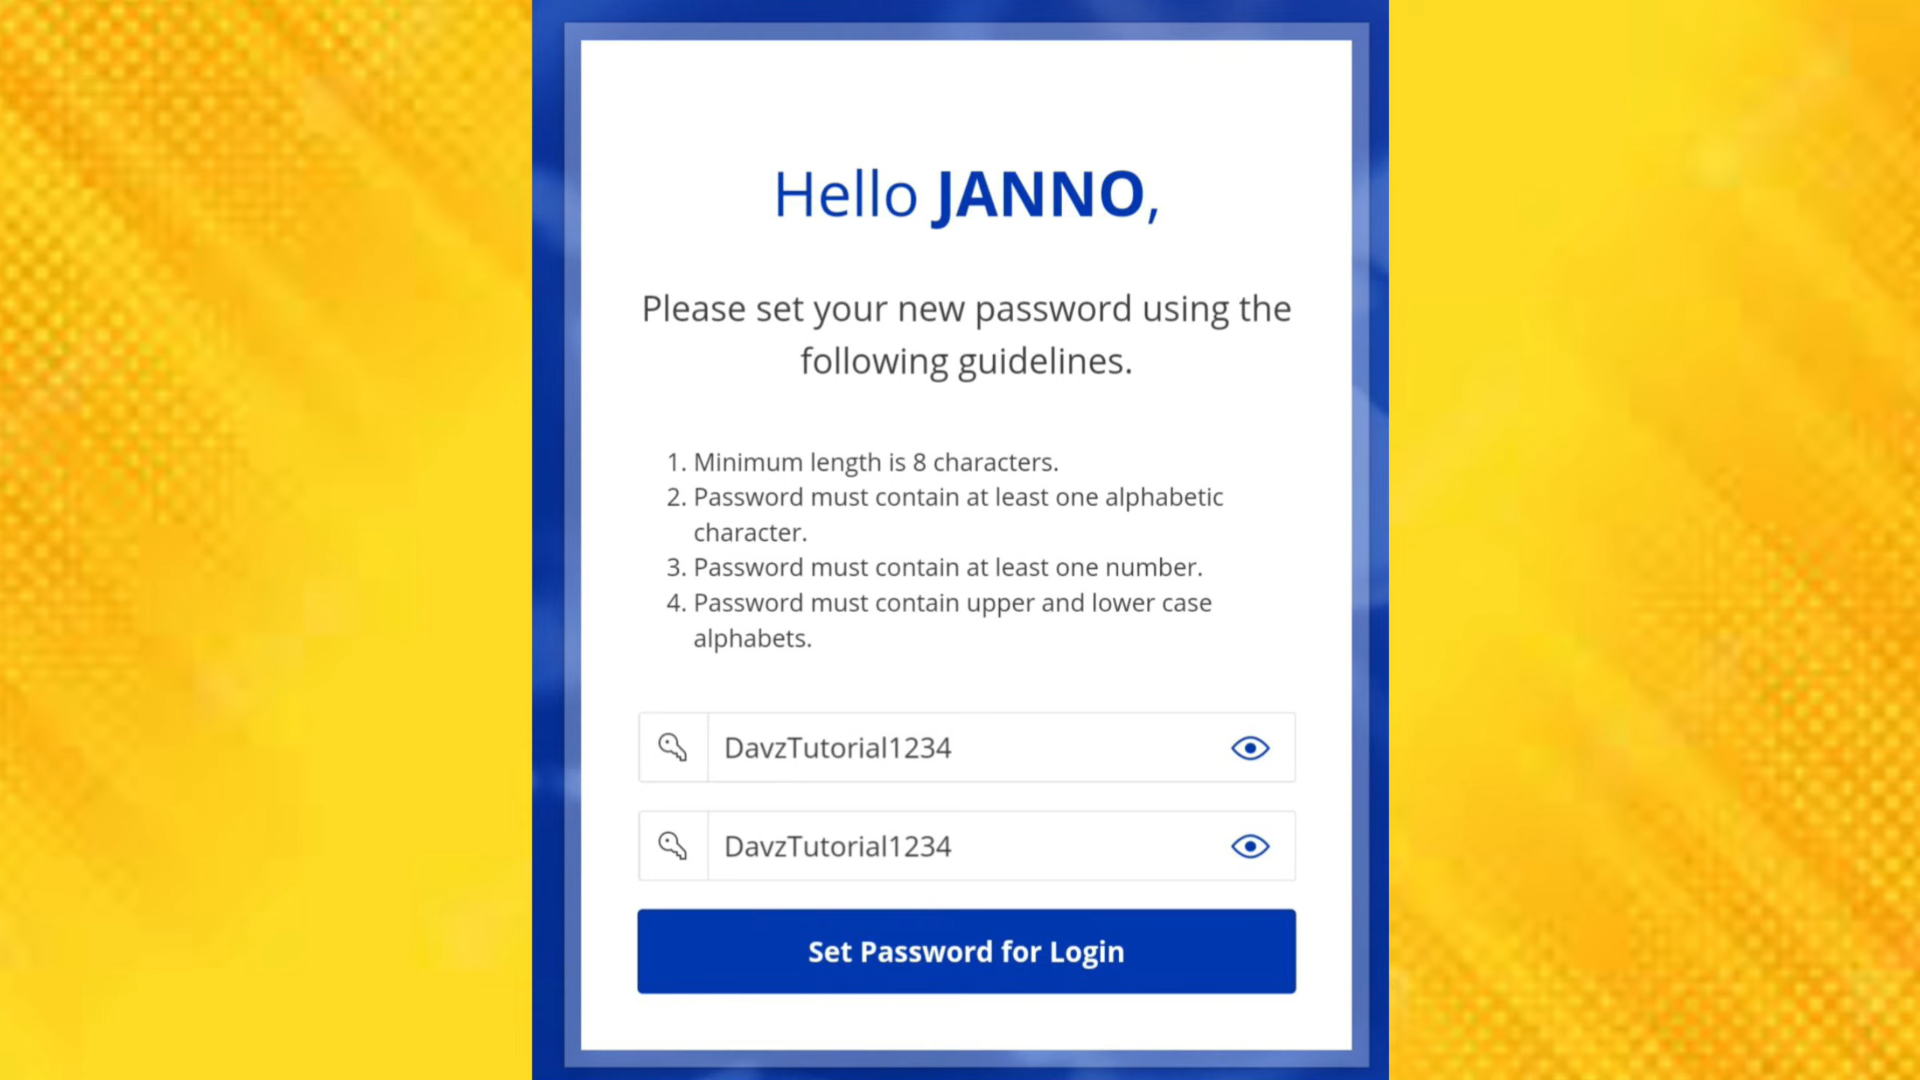 Hello JANNO,
Please set your new password using the
following guidelines.
1. Minimum length is 8 characters.
2. Password must contain at least one alphabetic
character.
3. Password must contain at least one number.
4. Password must contain upper and lower case
alphabets.
DavzTutorial1234
DavzTutorial1234
Set Password for Login